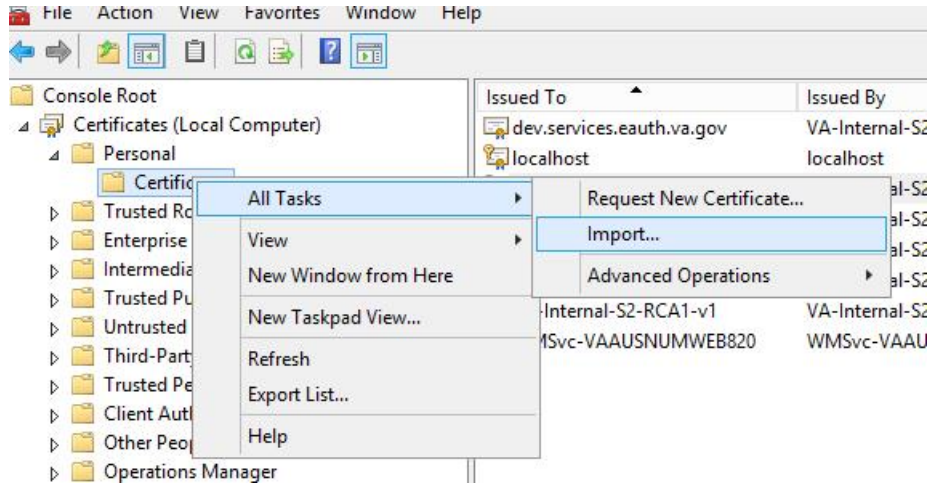 File Action View Favorites Window Help
Console Root
Certificates (Local Computer)
Personal
Certific
Trusted Ro
Enterprise
Intermedia
Trusted Pu
Untrusted
Third-Part
Trusted Pe
Client Aut
Other Peop
Operations Manager
All Tasks
View
New Window from Here
New Taskpad View...
Refresh
Export List...
Help
Request New Certificate...
Import...
Advanced Operations
Issued To Issued By
dev.services.eauth.va.gov VA-Internal-S2
localhost localhost
al-S2
al-S2
al-S2
al-S2
-Internal-S2-RCA1-v1 VA-Internal-S2
MSvc-VAAUSNUMWEB820 WMSvc-VAAU